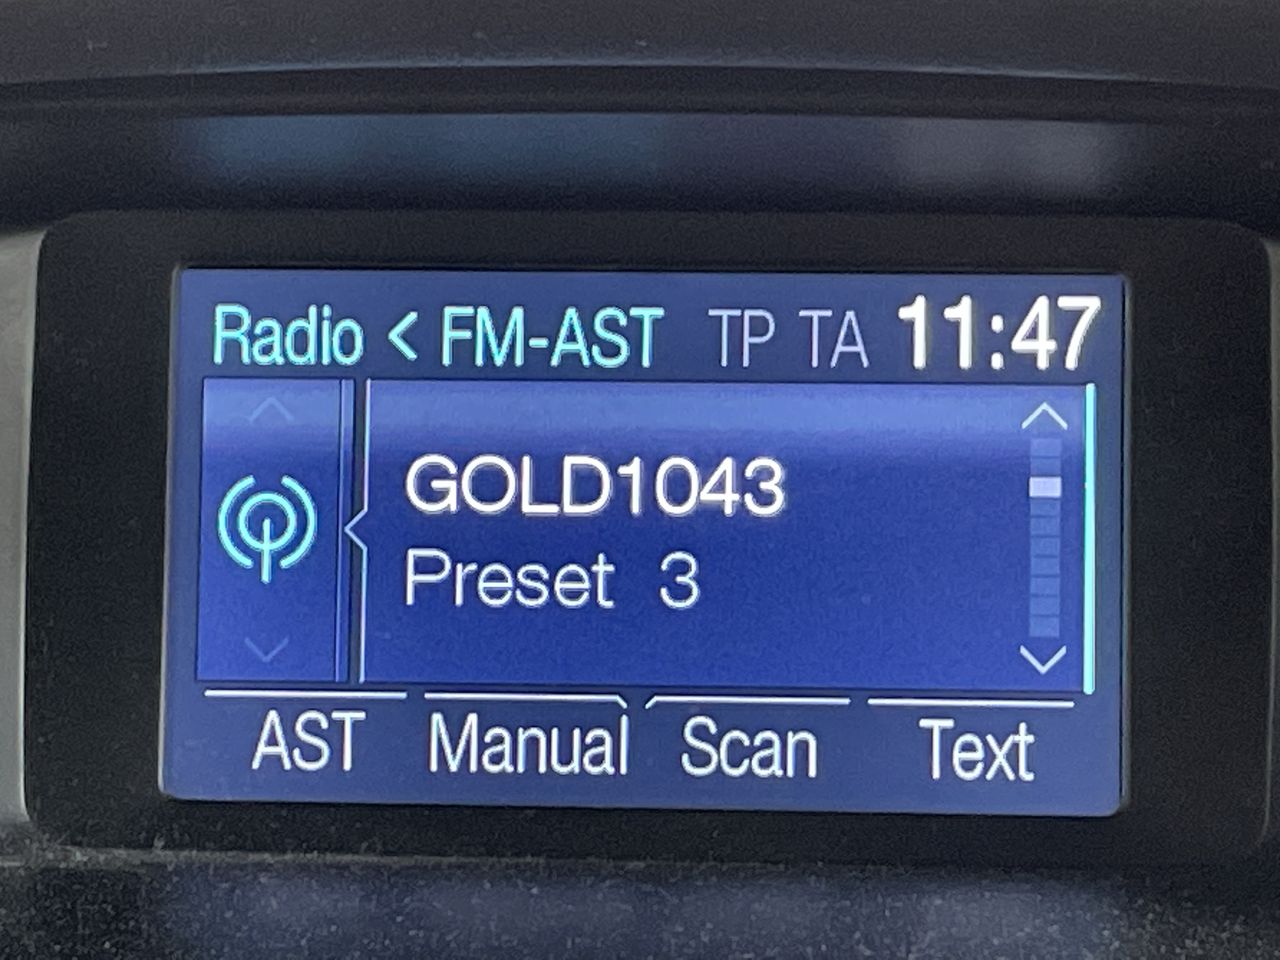 Radio < FM-AST TP TA 11:47
GOLD1043
Preset 3
AST Manual Scan Text